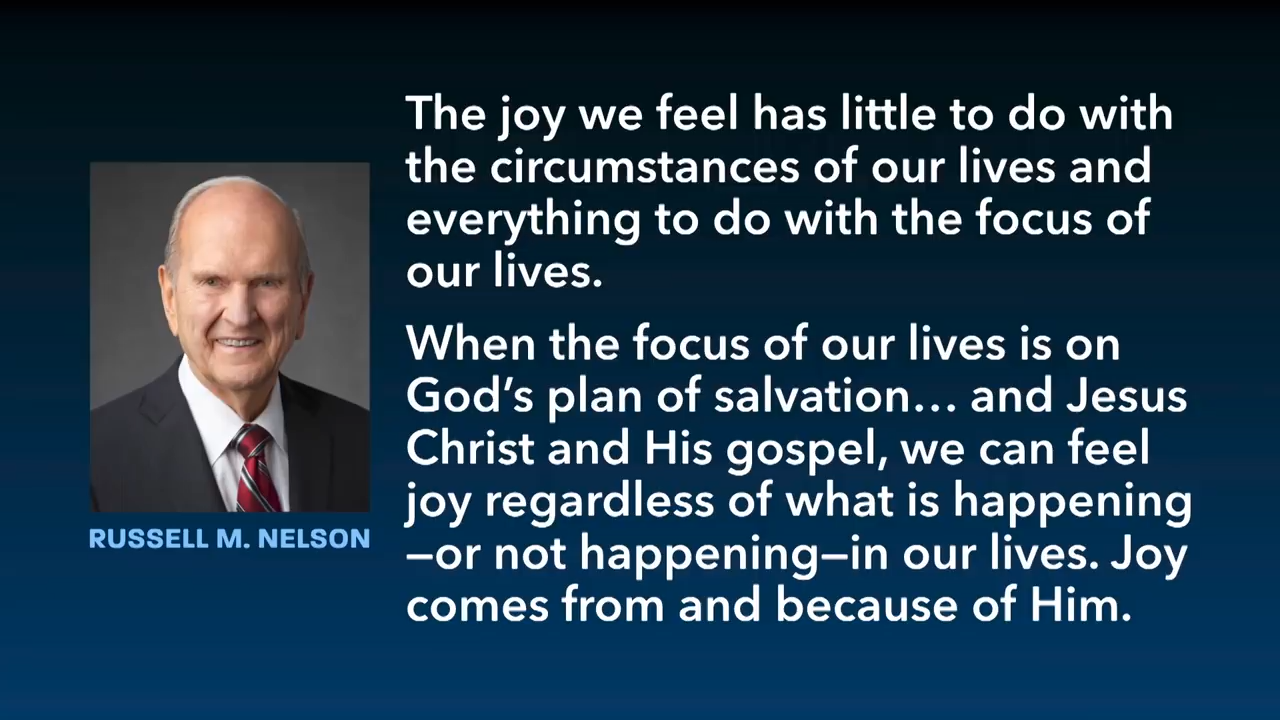 The joy we feel has little to do with
the circumstances of our lives and
everything to do with the focus of
our lives.
When the focus of our lives is on
God’s plan of salvation… and Jesus
Christ and His gospel, we can feel
joy regardless of what is happening
—or not happening—in our lives. Joy
comes from and because of Him.
RUSSELL M. NELSON